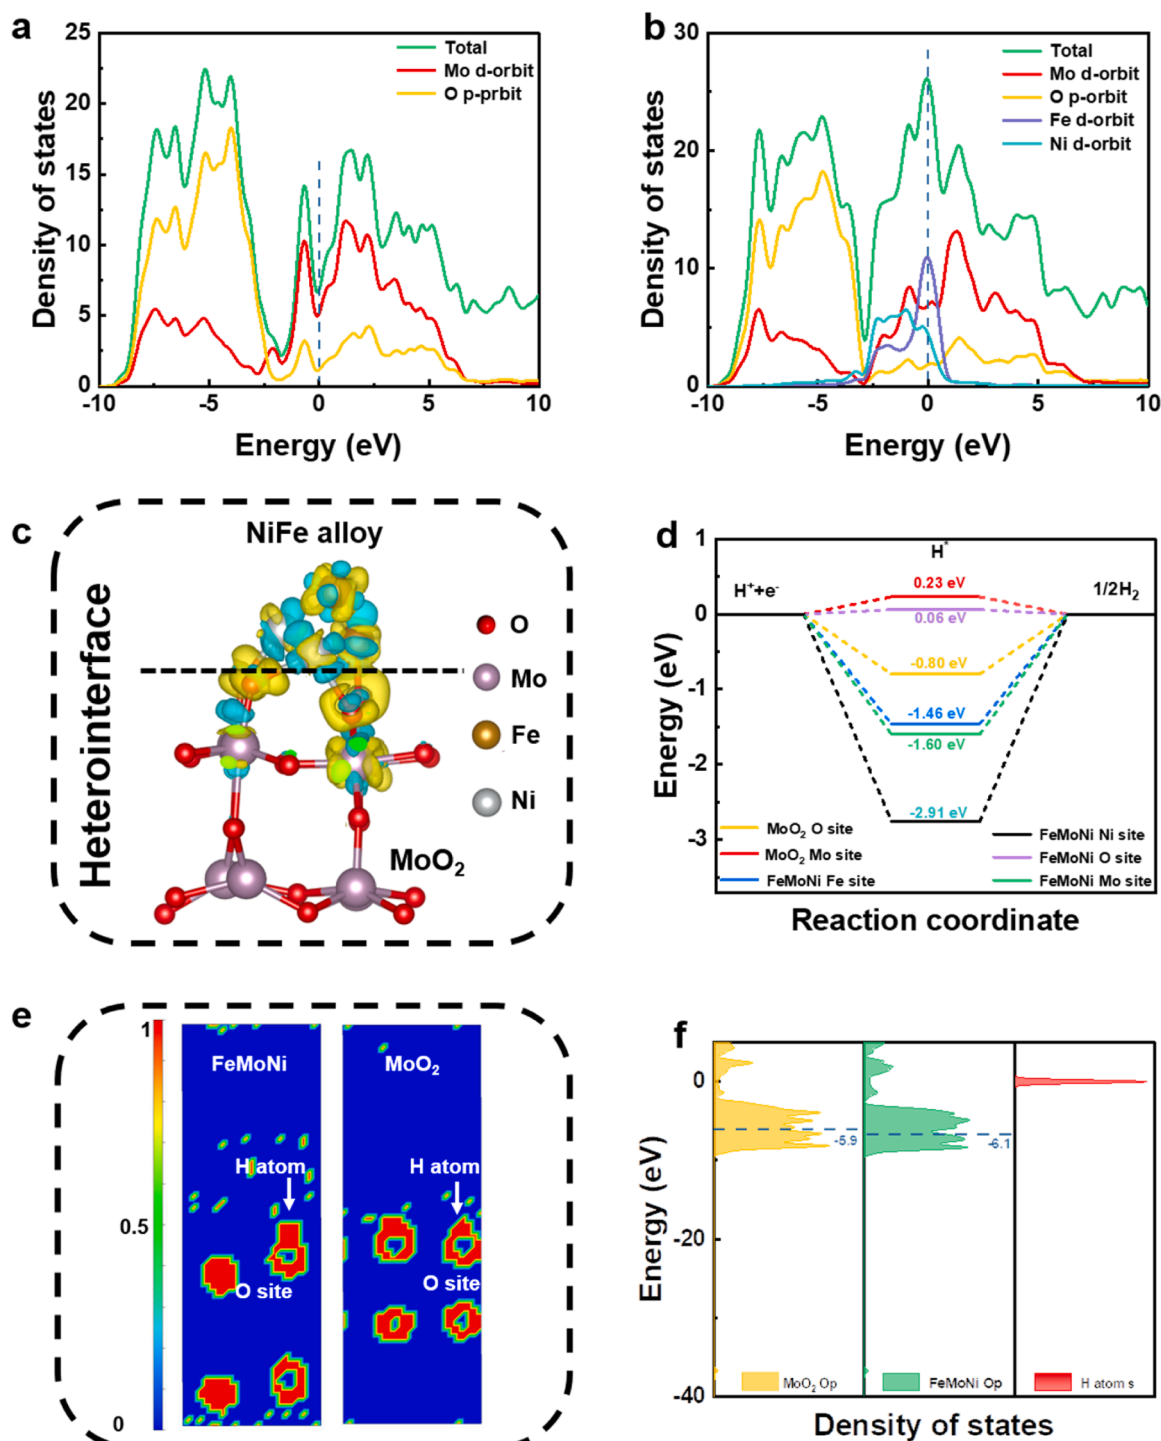 a
25
20
15
10
5
0
Density of states
Total
Mo d-orbit
O p-prbit
-10
-5
0
5
10
Energy (eV)
b
30
20
10
0
Density of states
Total
Mo d-orbit
O p-orbit
Fe d-orbit
Ni d-orbit
-10
-5
0
5
10
Energy (eV)
c
NiFe alloy
Heterointerface
O
Mo
Fe
Ni
MoO₂
d
1
0
-1
-2
-3
Energy (eV)
H*
H⁺+e⁻
1/2H₂
0.23 eV
0.06 eV
-0.80 eV
-1.46 eV
-1.60 eV
-2.91 eV
MoO₂ O site
MoO₂ Mo site
FeMoNi Fe site
FeMoNi Ni site
FeMoNi O site
FeMoNi Mo site
Reaction coordinate
e
1
0.5
0
FeMoNi
H atom
O site
MoO₂
H atom
O site
f
0
-20
-40
Energy (eV)
-5.9
-6.1
MoO₂ Op
FeMoNi Op
H atom s
Density of states